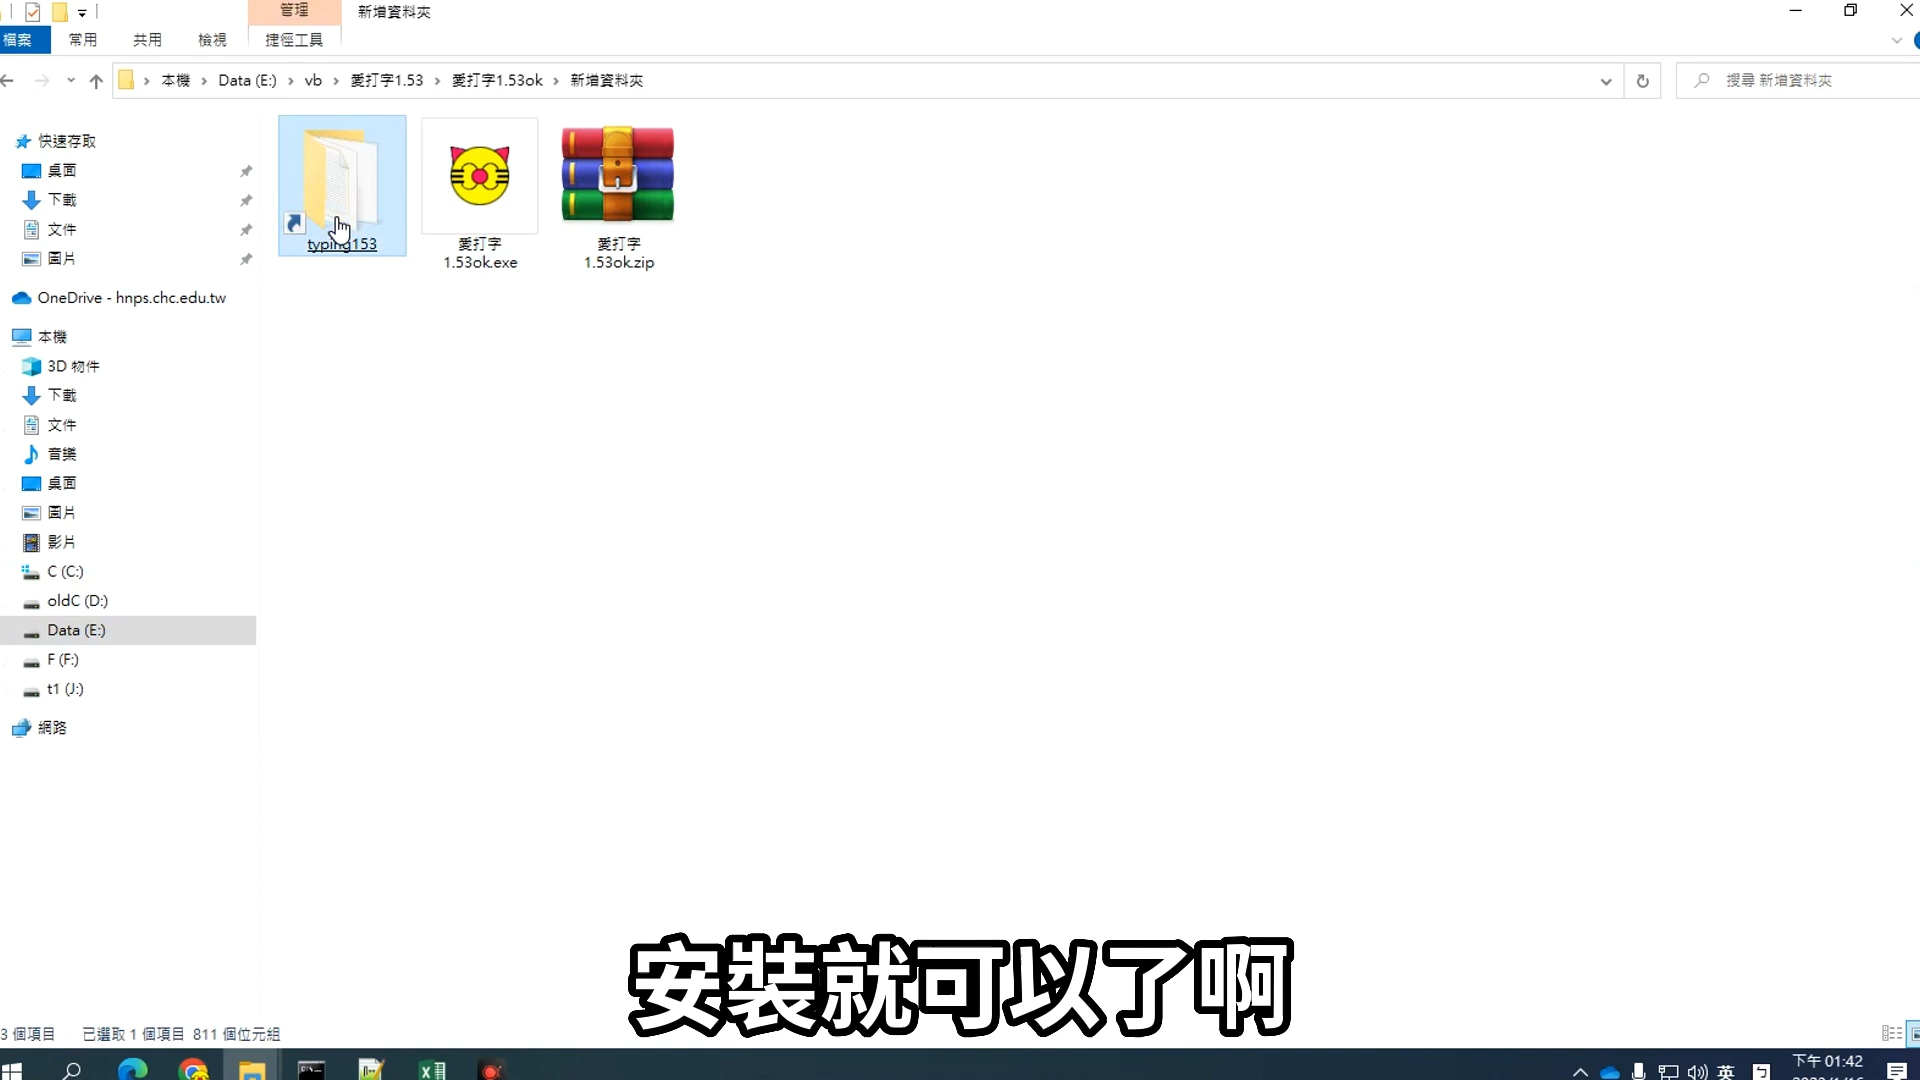 管理
新增資料夾
檔案
常用
共用
檢視
捷徑工具
本機 › Data (E:) › vb › 愛打字1.53 › 愛打字1.53ok › 新增資料夾
搜尋 新增資料夾
快速存取
桌面
下載
文件
圖片
OneDrive - hnps.chc.edu.tw
本機
3D 物件
下載
文件
音樂
桌面
圖片
影片
C (C:)
oldC (D:)
Data (E:)
F (F:)
t1 (J:)
網路
typing153
愛打字
1.53ok.exe
愛打字
1.53ok.zip
安裝就可以了啊
3 個項目
已選取 1 個項目 811 個位元組
英
下午 01:42